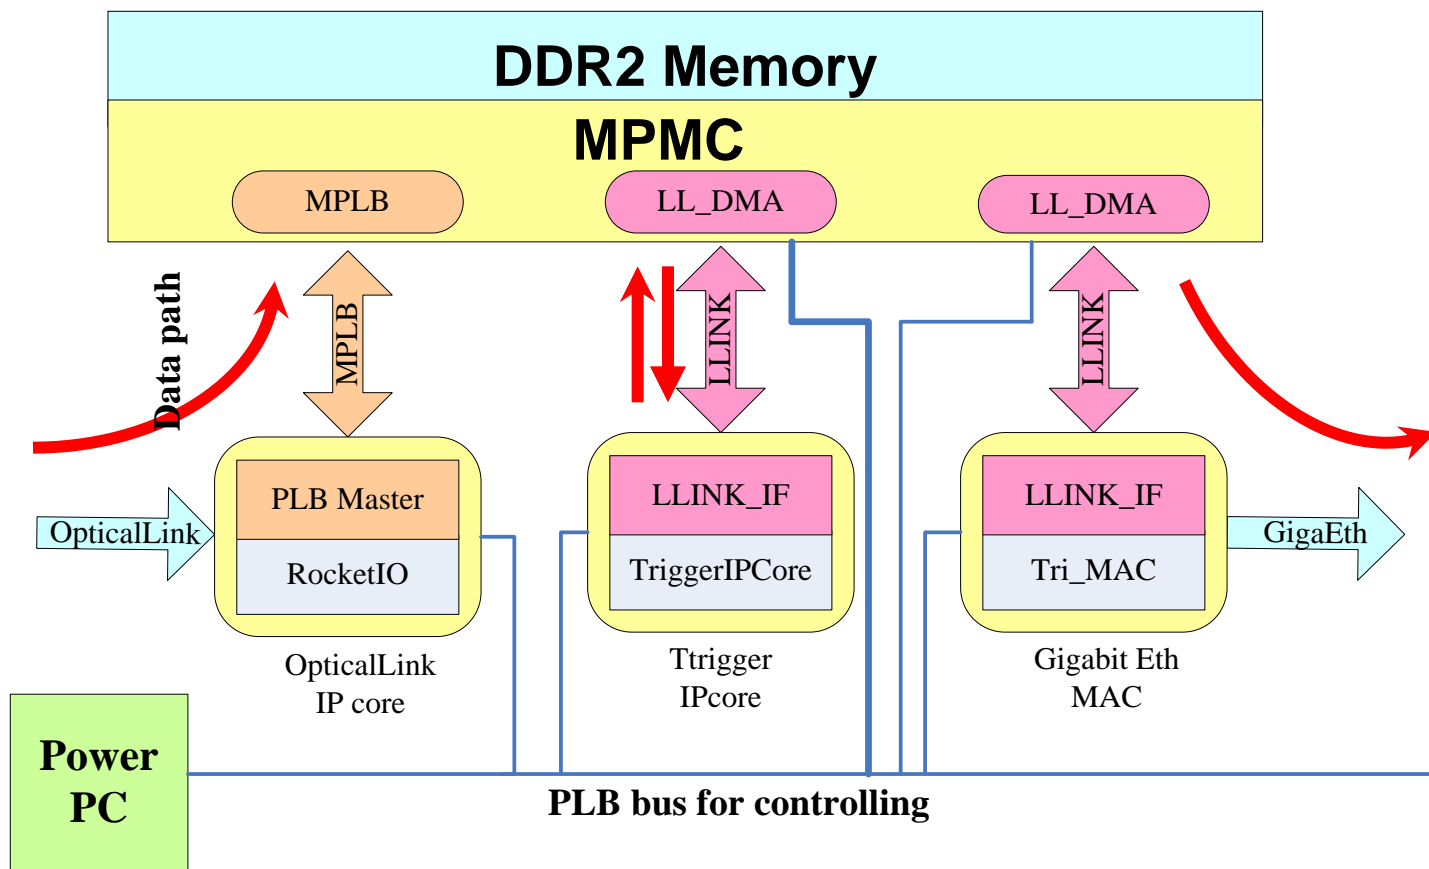 DDR2 Memory
MPMC
MPLB
LL_DMA
LL_DMA
Data path
MPLB
LLINK
LLINK
OpticalLink
PLB Master
RocketIO
LLINK_IF
TriggerIPCore
LLINK_IF
Tri_MAC
GigaEth
OpticalLink
IP core
Ttrigger
IPcore
Gigabit Eth
MAC
Power
PC
PLB bus for controlling